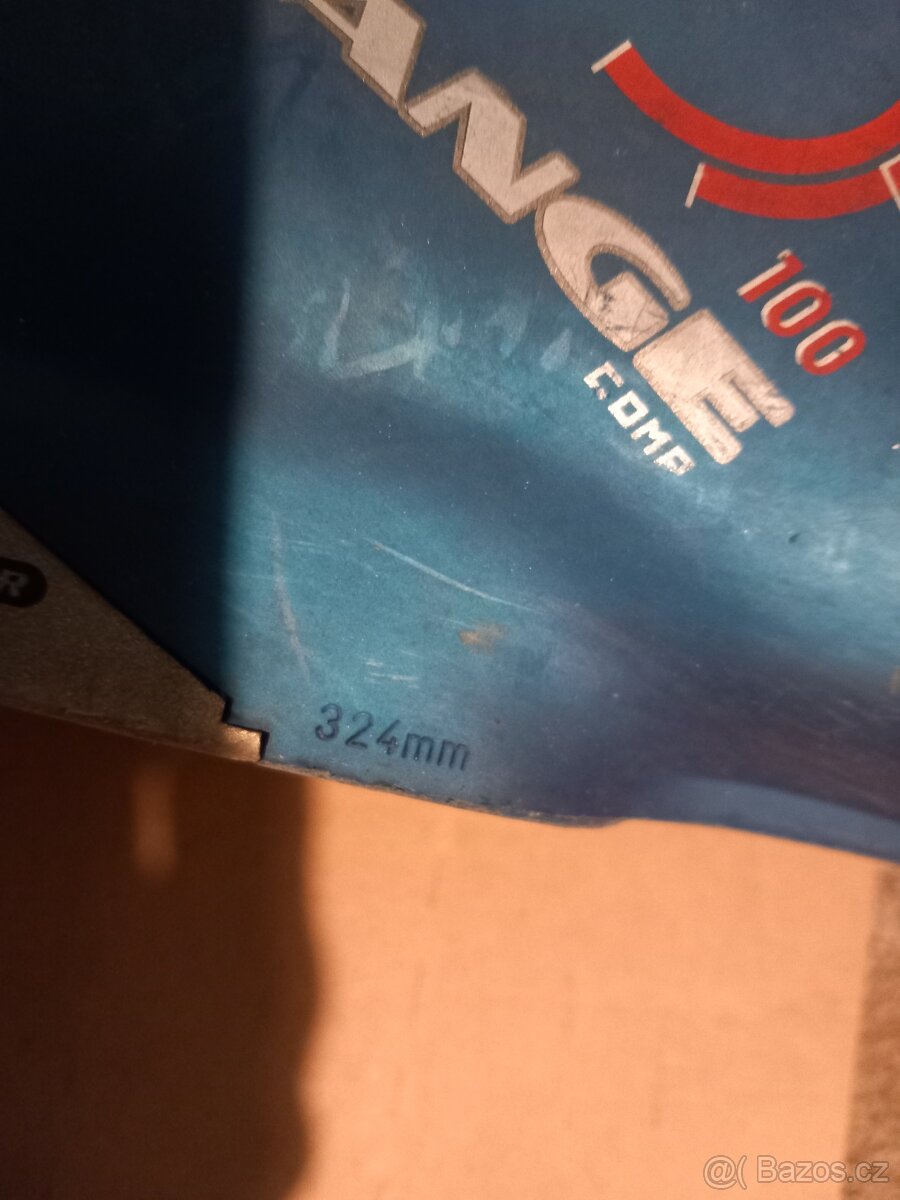 ANGE
COMP
100
R
324mm
@( Bazos.cz